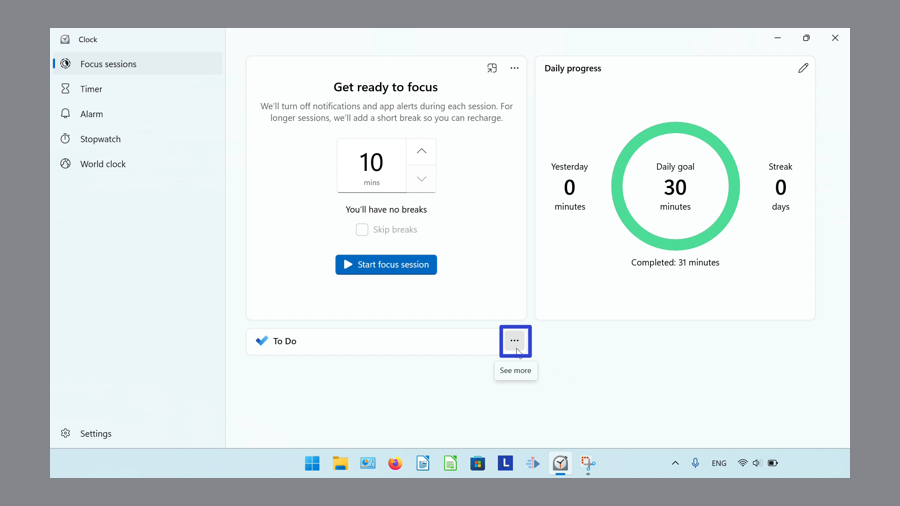 Clock
Focus sessions
Timer
Alarm
Stopwatch
World clock
Settings
Get ready to focus
We'll turn off notifications and app alerts during each session. For
longer sessions, we'll add a short break so you can recharge.
10
mins
You'll have no breaks
Skip breaks
Start focus session
Daily progress
Yesterday
0
minutes
Daily goal
30
minutes
Streak
0
days
Completed: 31 minutes
To Do
See more
L
ENG